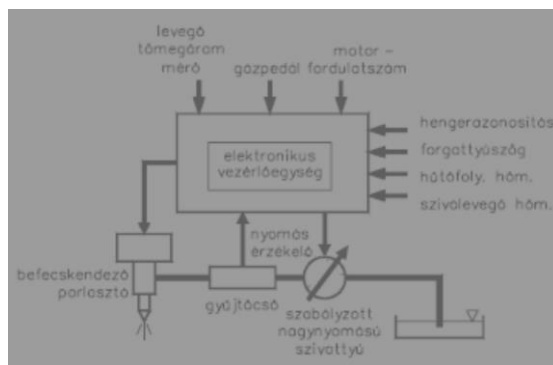 levegő
tömegáram
mérő
gázpedál
motor –
fordulatszám
elektronikus
vezérlőegység
hengerazonosítás
forgattyúszög
hűtőfoly. hőm.
szívólevegő hőm.
nyomás
érzékelő
befecskendező
porlasztó
gyűjtőcső
szabályzott
nagynyomású
szivattyú